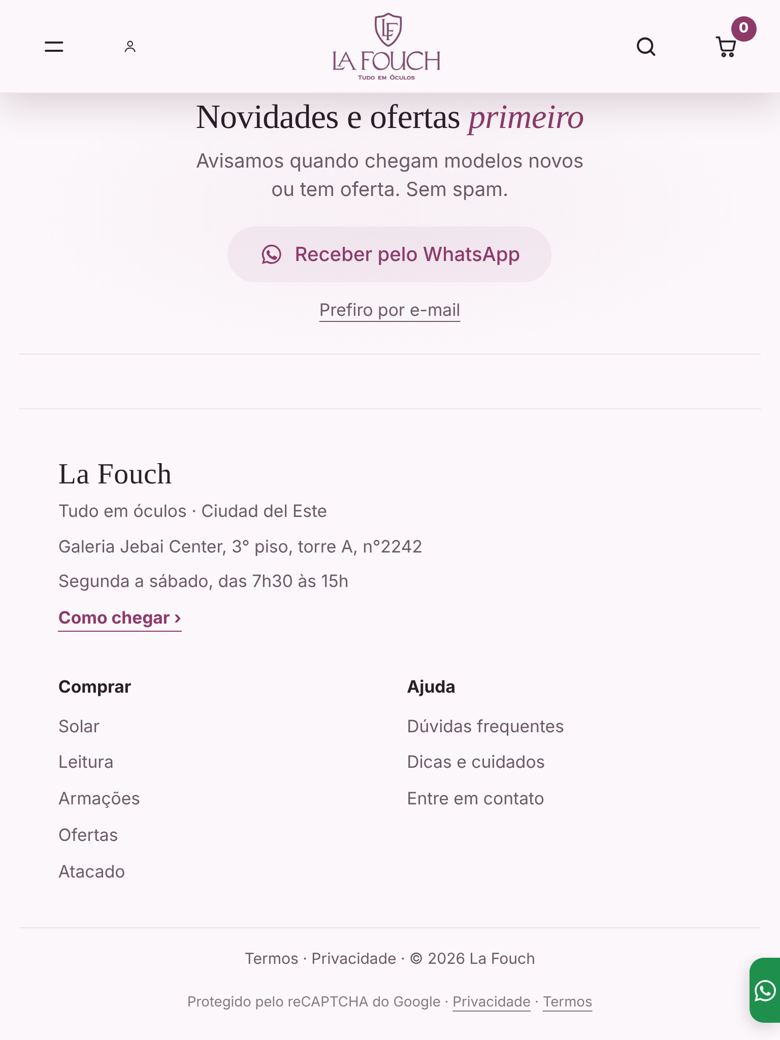 LF
LA FOUCH
TUDO EM ÓCULOS
0
Novidades e ofertas primeiro
Avisamos quando chegam modelos novos
ou tem oferta. Sem spam.
Receber pelo WhatsApp
Prefiro por e-mail
La Fouch
Tudo em óculos · Ciudad del Este
Galeria Jebai Center, 3° piso, torre A, n°2242
Segunda a sábado, das 7h30 às 15h
Como chegar ›
Comprar
Solar
Leitura
Armações
Ofertas
Atacado
Ajuda
Dúvidas frequentes
Dicas e cuidados
Entre em contato
Termos · Privacidade · © 2026 La Fouch
Protegido pelo reCAPTCHA do Google · Privacidade · Termos